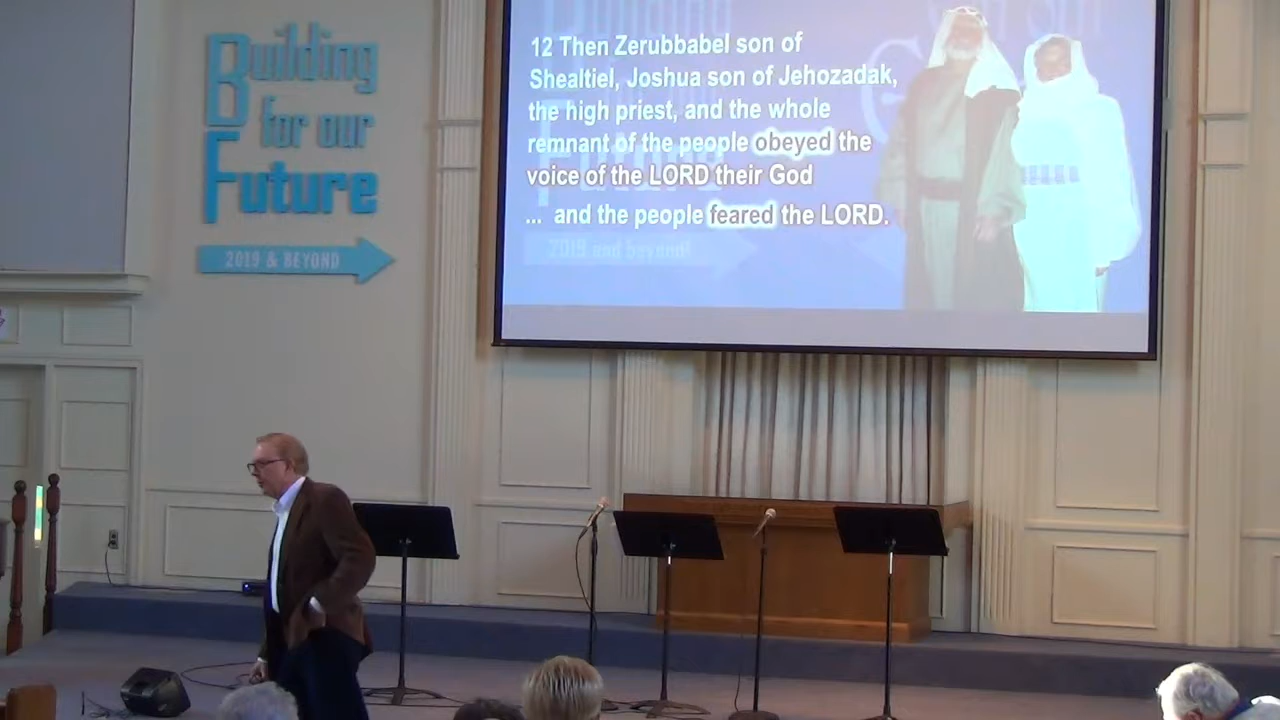 Building
for our
Future
2019 & BEYOND
12 Then Zerubbabel son of
Shealtiel, Joshua son of Jehozadak,
the high priest, and the whole
remnant of the people obeyed the
voice of the LORD their God
... and the people feared the LORD.
2019 and beyond!